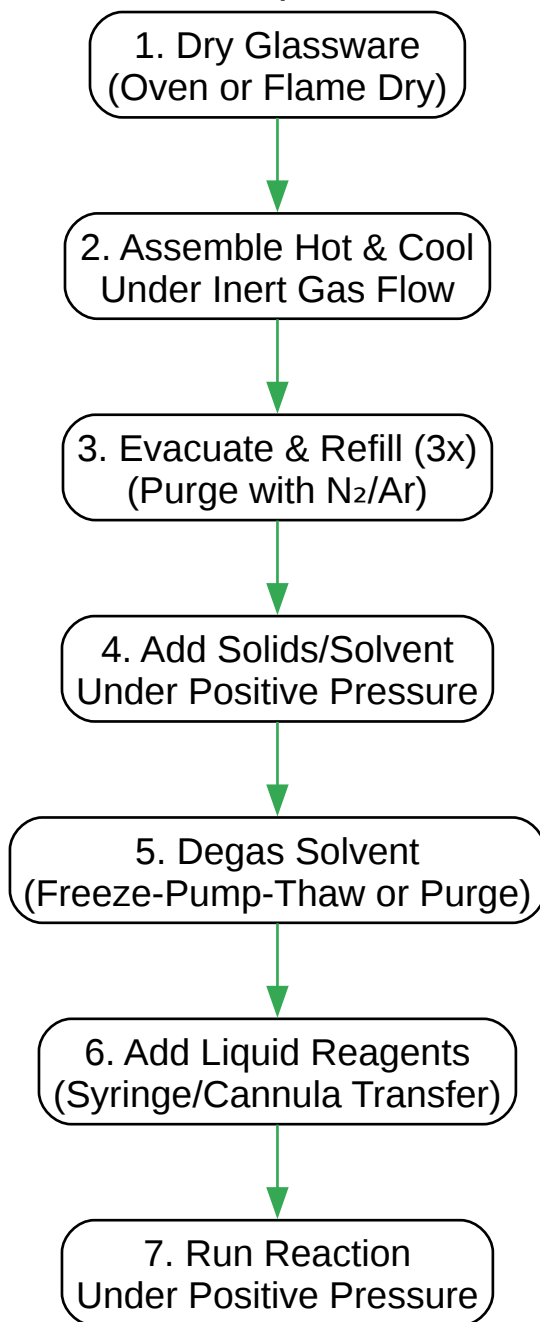 1. Dry Glassware
(Oven or Flame Dry)
2. Assemble Hot & Cool
Under Inert Gas Flow
3. Evacuate & Refill (3x)
(Purge with N₂/Ar)
4. Add Solids/Solvent
Under Positive Pressure
5. Degas Solvent
(Freeze-Pump-Thaw or Purge)
6. Add Liquid Reagents
(Syringe/Cannula Transfer)
7. Run Reaction
Under Positive Pressure